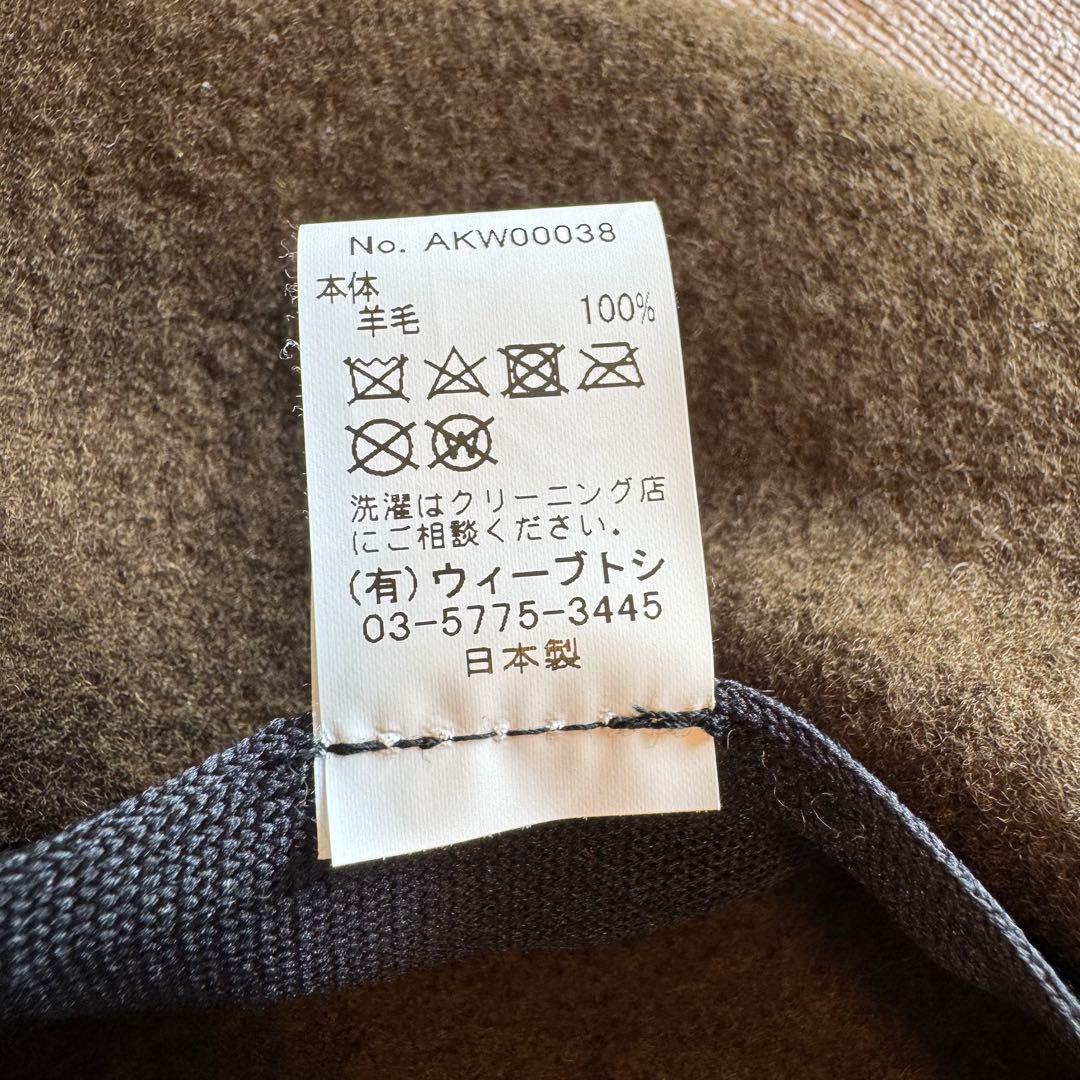 No. AKW00038
本体
羊毛 100%
W
洗濯はクリーニング店
にご相談ください.
(有)ウィーブトシ
03-5775-3445
日本製